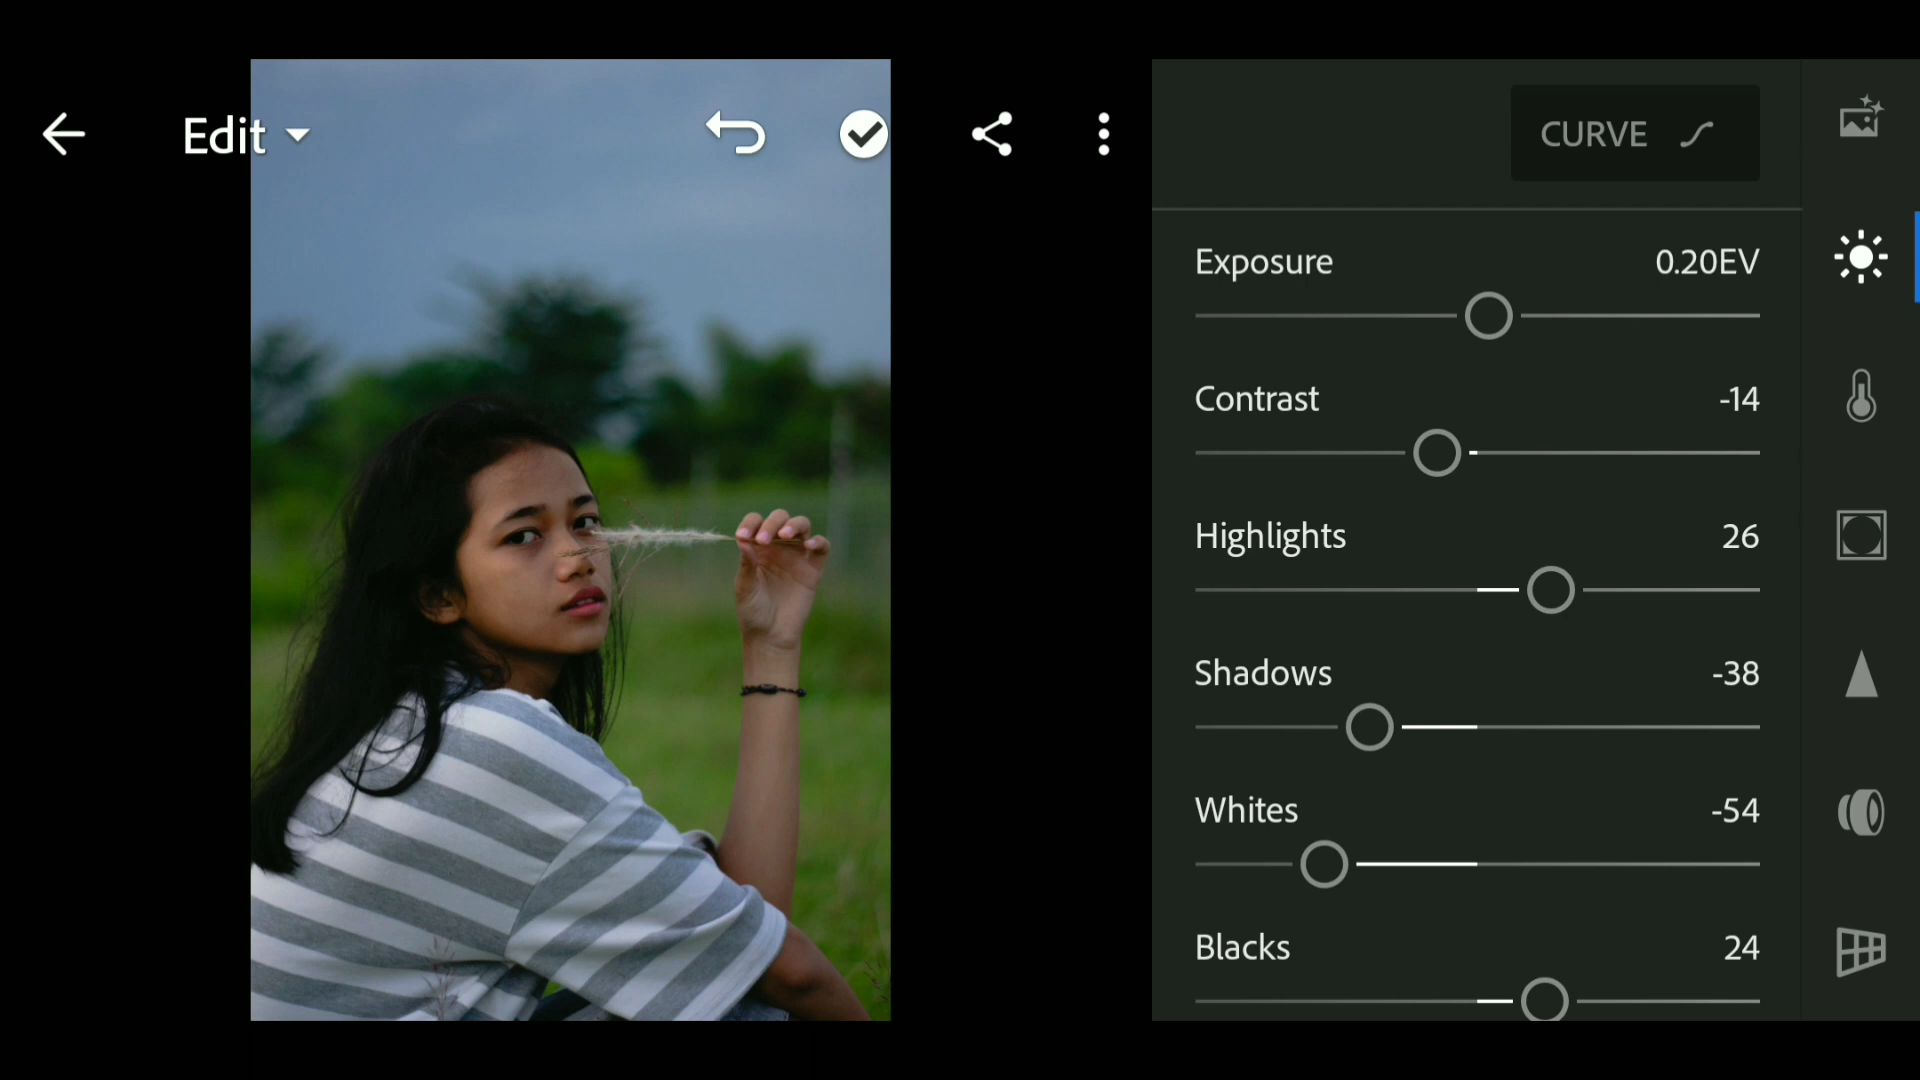 Edit
CURVE
Exposure 0.20EV
Contrast -14
Highlights 26
Shadows -38
Whites -54
Blacks 24